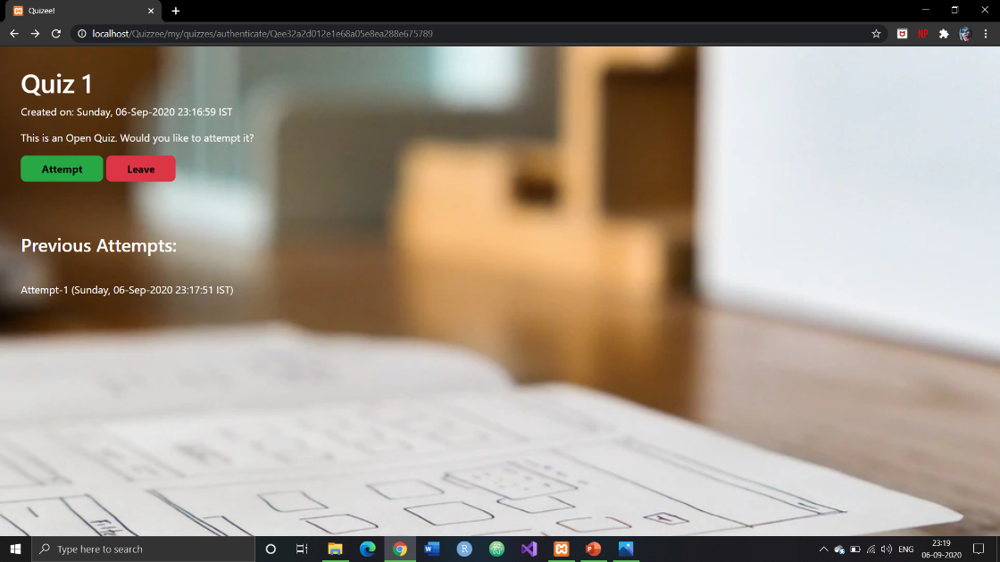 Quizee!
localhost/Quizzee/my/quizzes/authenticate/Qee32a2d012e1e68a05e8ea288e675789
NP
Quiz 1
Created on: Sunday, 06-Sep-2020 23:16:59 IST
This is an Open Quiz. Would you like to attempt it?
Attempt Leave
Previous Attempts:
Attempt-1 (Sunday, 06-Sep-2020 23:17:51 IST)
Type here to search
ENG
23:19
06-09-2020